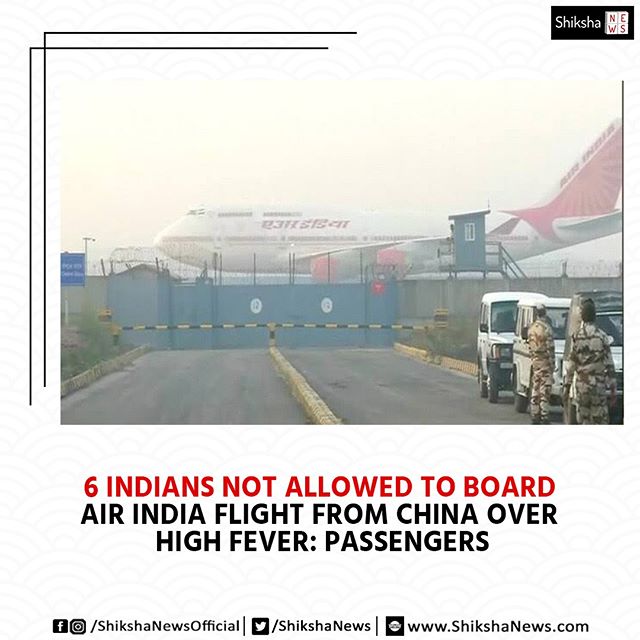 Shiksha NEWS
AIR INDIA
एअर इंडिया
6 INDIANS NOT ALLOWED TO BOARD
AIR INDIA FLIGHT FROM CHINA OVER
HIGH FEVER: PASSENGERS
/ShikshaNewsOfficial | /ShikshaNews | www.ShikshaNews.com